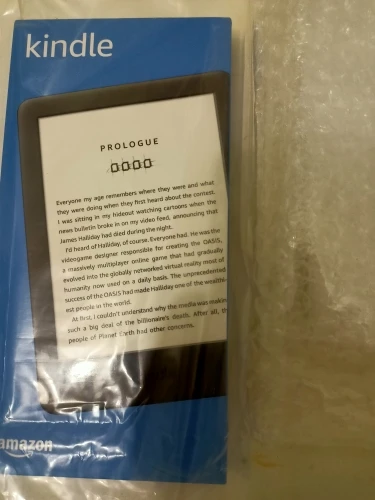 kindle
PROLOGUE
0000
Everyone my age remembers where they were and what
they were doing when they first heard about the contest.
I was sitting in my hideout watching cartoons when the
news bulletin broke in on my video feed, announcing that
James Halliday had died during the night.
I'd heard of Halliday, of course. Everyone had. He was the
videogame designer responsible for creating the OASIS,
a massively multiplayer online game that had gradually
evolved into the globally networked virtual reality most of
humanity now used on a daily basis. The unprecedented
success of the OASIS had made Halliday one of the wealthi-
est people in the world.
At first, I couldn't understand why the media was making
such a big deal of the billionaire's death. After all, th
people of Planet Earth had other concerns.
amazon